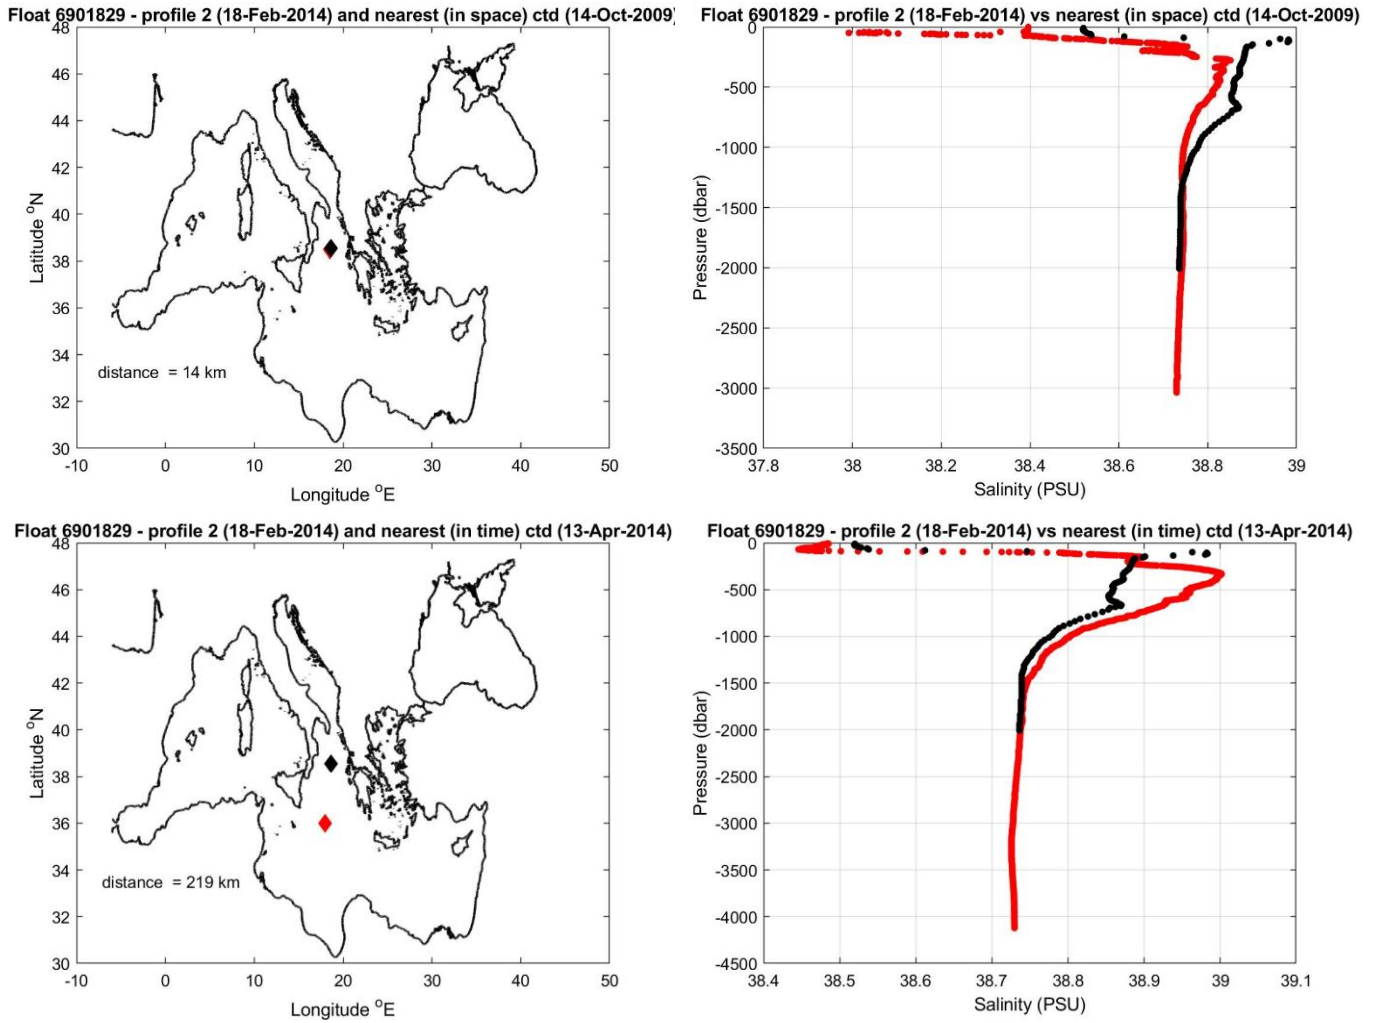 Float 6901829 - profile 2 (18-Feb-2014) and nearest (in space) ctd (14-Oct-2009)
48
46
44
42
40
38
36
34
32
30
Latitude °N
distance = 14 km
-10 0 10 20 30 40 50
Longitude °E
Float 6901829 - profile 2 (18-Feb-2014) vs nearest (in space) ctd (14-Oct-2009)
0
-500
-1000
-1500
-2000
-2500
-3000
-3500
Pressure (dbar)
37.8 38 38.2 38.4 38.6 38.8 39
Salinity (PSU)
Float 6901829 - profile 2 (18-Feb-2014) and nearest (in time) ctd (13-Apr-2014)
48
46
44
42
40
38
36
34
32
30
Latitude °N
distance = 219 km
-10 0 10 20 30 40 50
Longitude °E
Float 6901829 - profile 2 (18-Feb-2014) vs nearest (in time) ctd (13-Apr-2014)
0
-500
-1000
-1500
-2000
-2500
-3000
-3500
-4000
-4500
Pressure (dbar)
38.4 38.5 38.6 38.7 38.8 38.9 39 39.1
Salinity (PSU)